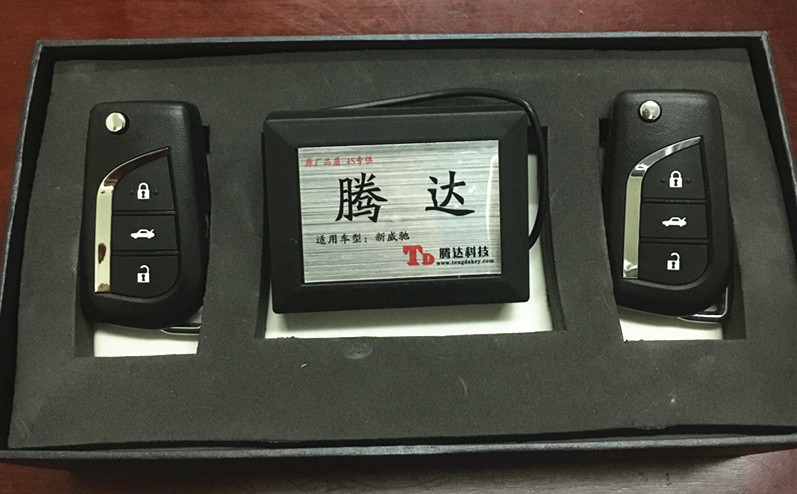 原厂品质 4S专供
腾达
适用车型：新威驰
TD 腾达科技
www.tengdakey.com